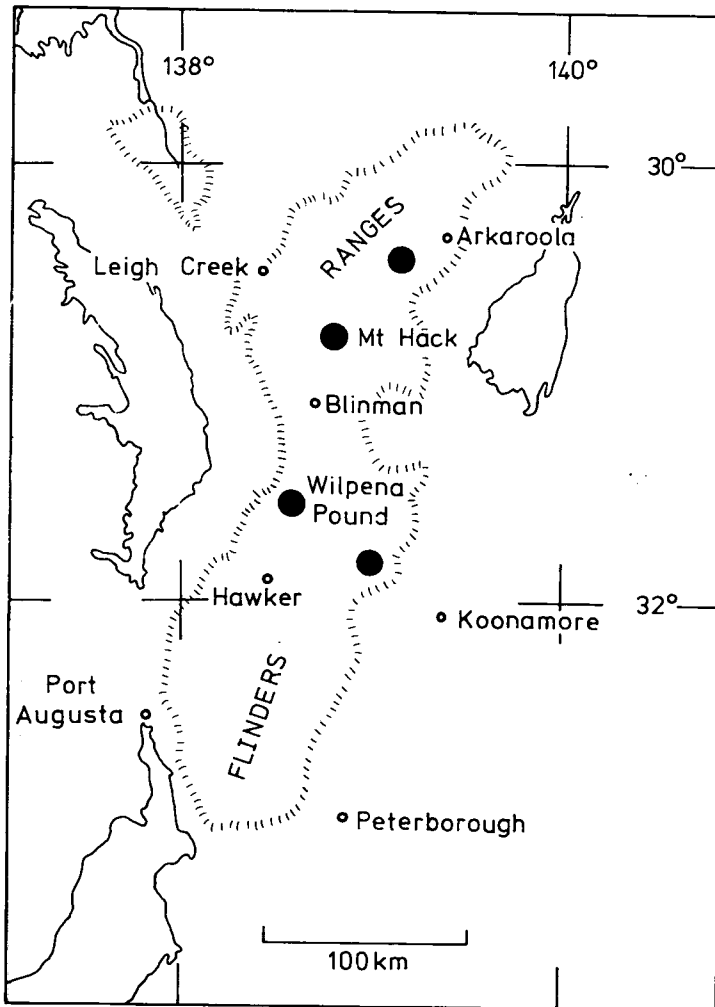 138°
140°
30°
RANGES
Arkaroola
Leigh Creek
Mt Hack
Blinman
Wilpena
Pound
Hawker
32°
Koonamore
Port
Augusta
FLINDERS
Peterborough
100km